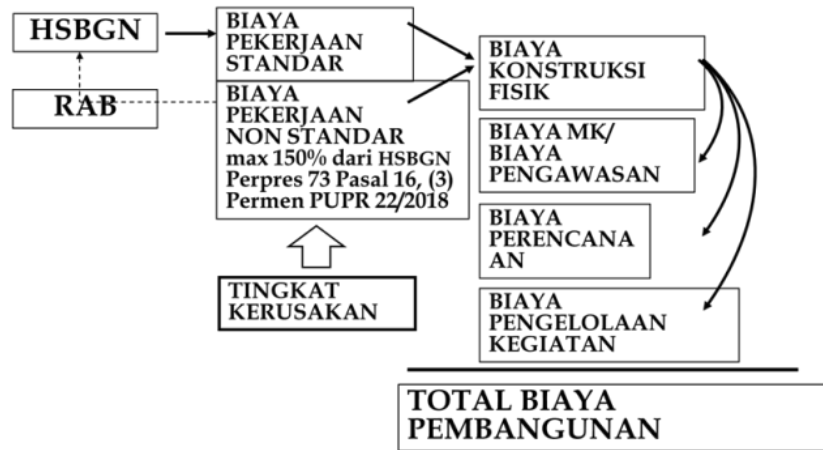 HSBGN
RAB
BIAYA
PEKERJAAN
STANDAR
BIAYA
PEKERJAAN
NON STANDAR
max 150% dari HSBGN
Perpres 73 Pasal 16, (3)
Permen PUPR 22/2018
TINGKAT
KERUSAKAN
BIAYA
KONSTRUKSI
FISIK
BIAYA MK/
BIAYA
PENGAWASAN
BIAYA
PERENCANA
AN
BIAYA
PENGELOLAAN
KEGIATAN
TOTAL BIAYA
PEMBANGUNAN